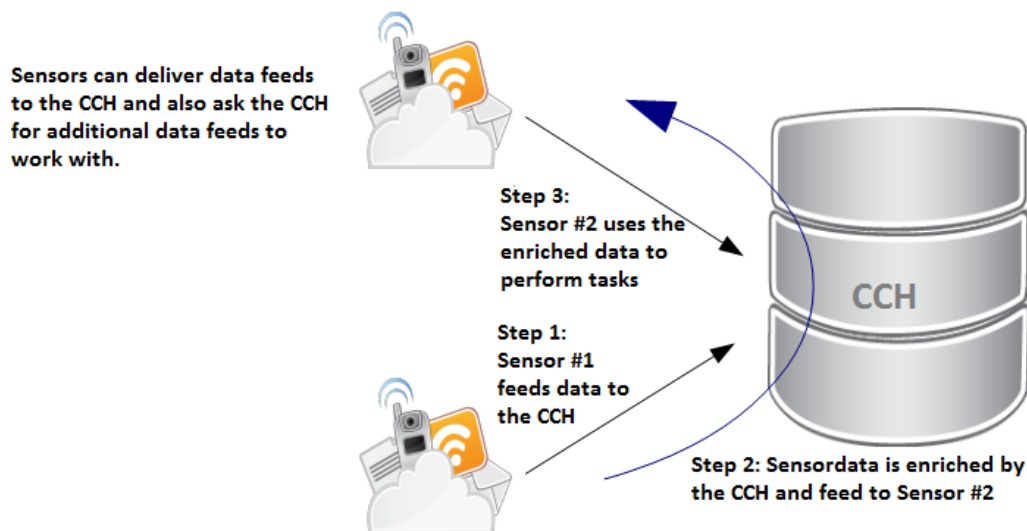 Sensors can deliver data feeds
to the CCH and also ask the CCH
for additional data feeds to
work with.
Step 3:
Sensor #2 uses the
enriched data to
perform tasks
CCH
Step 1:
Sensor #1
feeds data to
the CCH
Step 2: Sensordata is enriched by
the CCH and feed to Sensor #2